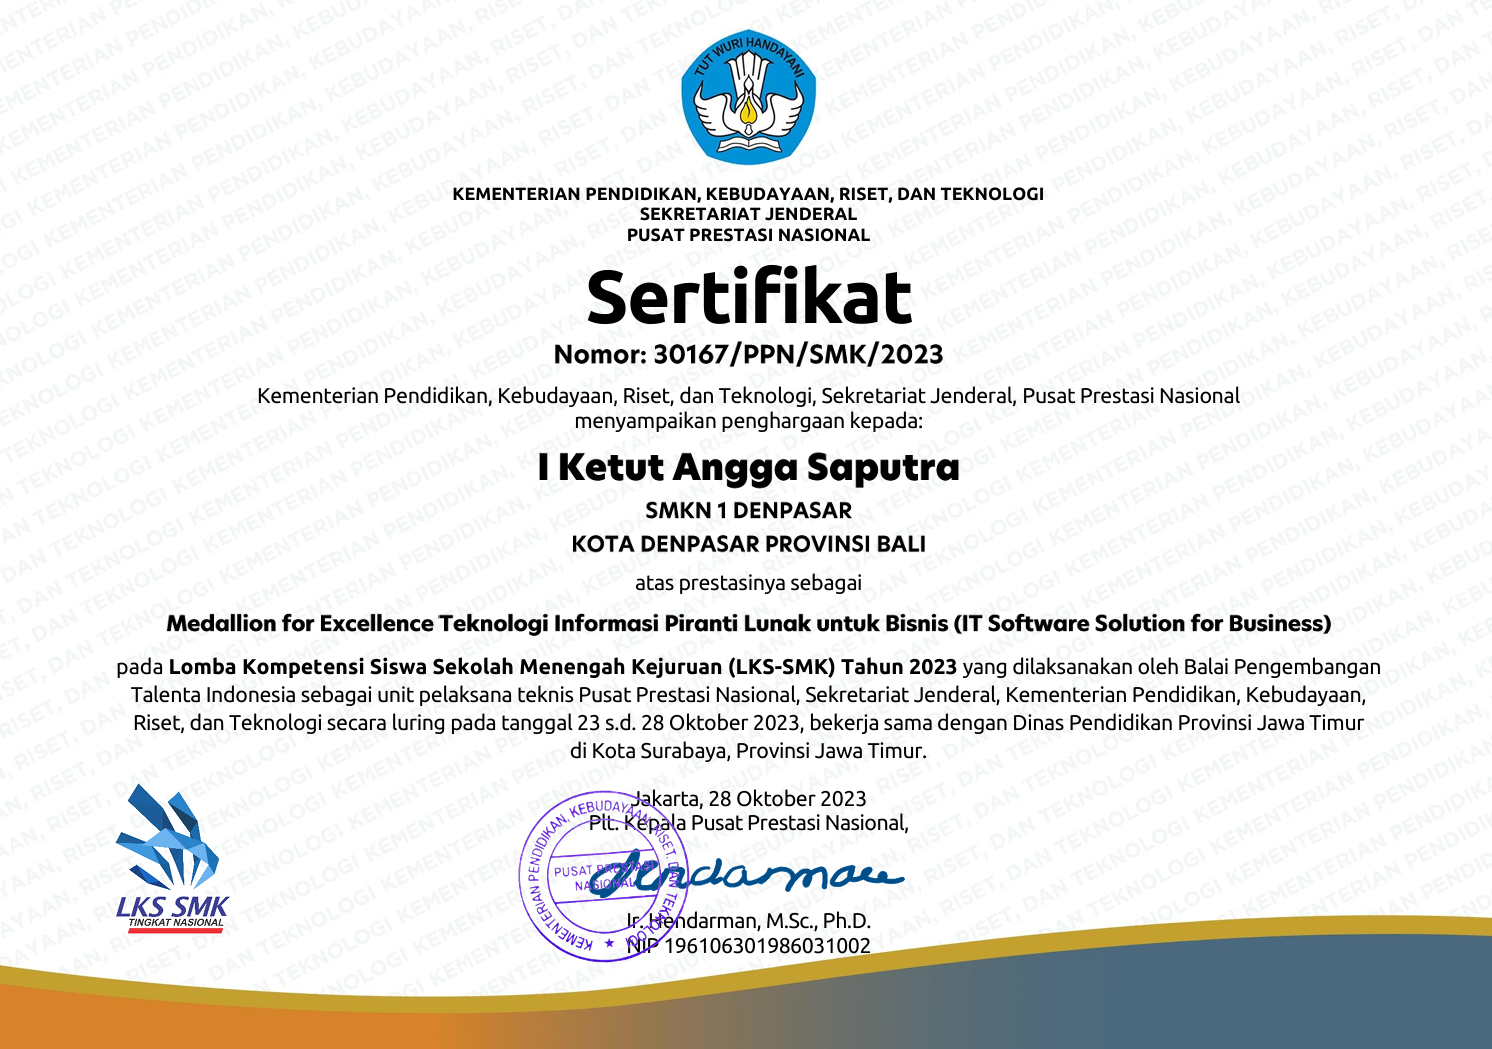 TUT WURI HANDAYANI
KEMENTERIAN PENDIDIKAN, KEBUDAYAAN, RISET, DAN TEKNOLOGI
SEKRETARIAT JENDERAL
PUSAT PRESTASI NASIONAL
Sertifikat
Nomor: 30167/PPN/SMK/2023
Kementerian Pendidikan, Kebudayaan, Riset, dan Teknologi, Sekretariat Jenderal, Pusat Prestasi Nasional
menyampaikan penghargaan kepada:
I Ketut Angga Saputra
SMKN 1 DENPASAR
KOTA DENPASAR PROVINSI BALI
atas prestasinya sebagai
Medallion for Excellence Teknologi Informasi Piranti Lunak untuk Bisnis (IT Software Solution for Business)
pada Lomba Kompetensi Siswa Sekolah Menengah Kejuruan (LKS-SMK) Tahun 2023 yang dilaksanakan oleh Balai Pengembangan
Talenta Indonesia sebagai unit pelaksana teknis Pusat Prestasi Nasional, Sekretariat Jenderal, Kementerian Pendidikan, Kebudayaan,
Riset, dan Teknologi secara luring pada tanggal 23 s.d. 28 Oktober 2023, bekerja sama dengan Dinas Pendidikan Provinsi Jawa Timur
di Kota Surabaya, Provinsi Jawa Timur.
Jakarta, 28 Oktober 2023
Plt. Kepala Pusat Prestasi Nasional,
KEMENTERIAN PENDIDIKAN, KEBUDAYAAN, RISET, DAN TEKNOLOGI
PUSAT PRESTASI
NASIONAL
Hendarman
Ir. Hendarman, M.Sc., Ph.D.
NIP 196106301986031002
LKS SMK
TINGKAT NASIONAL